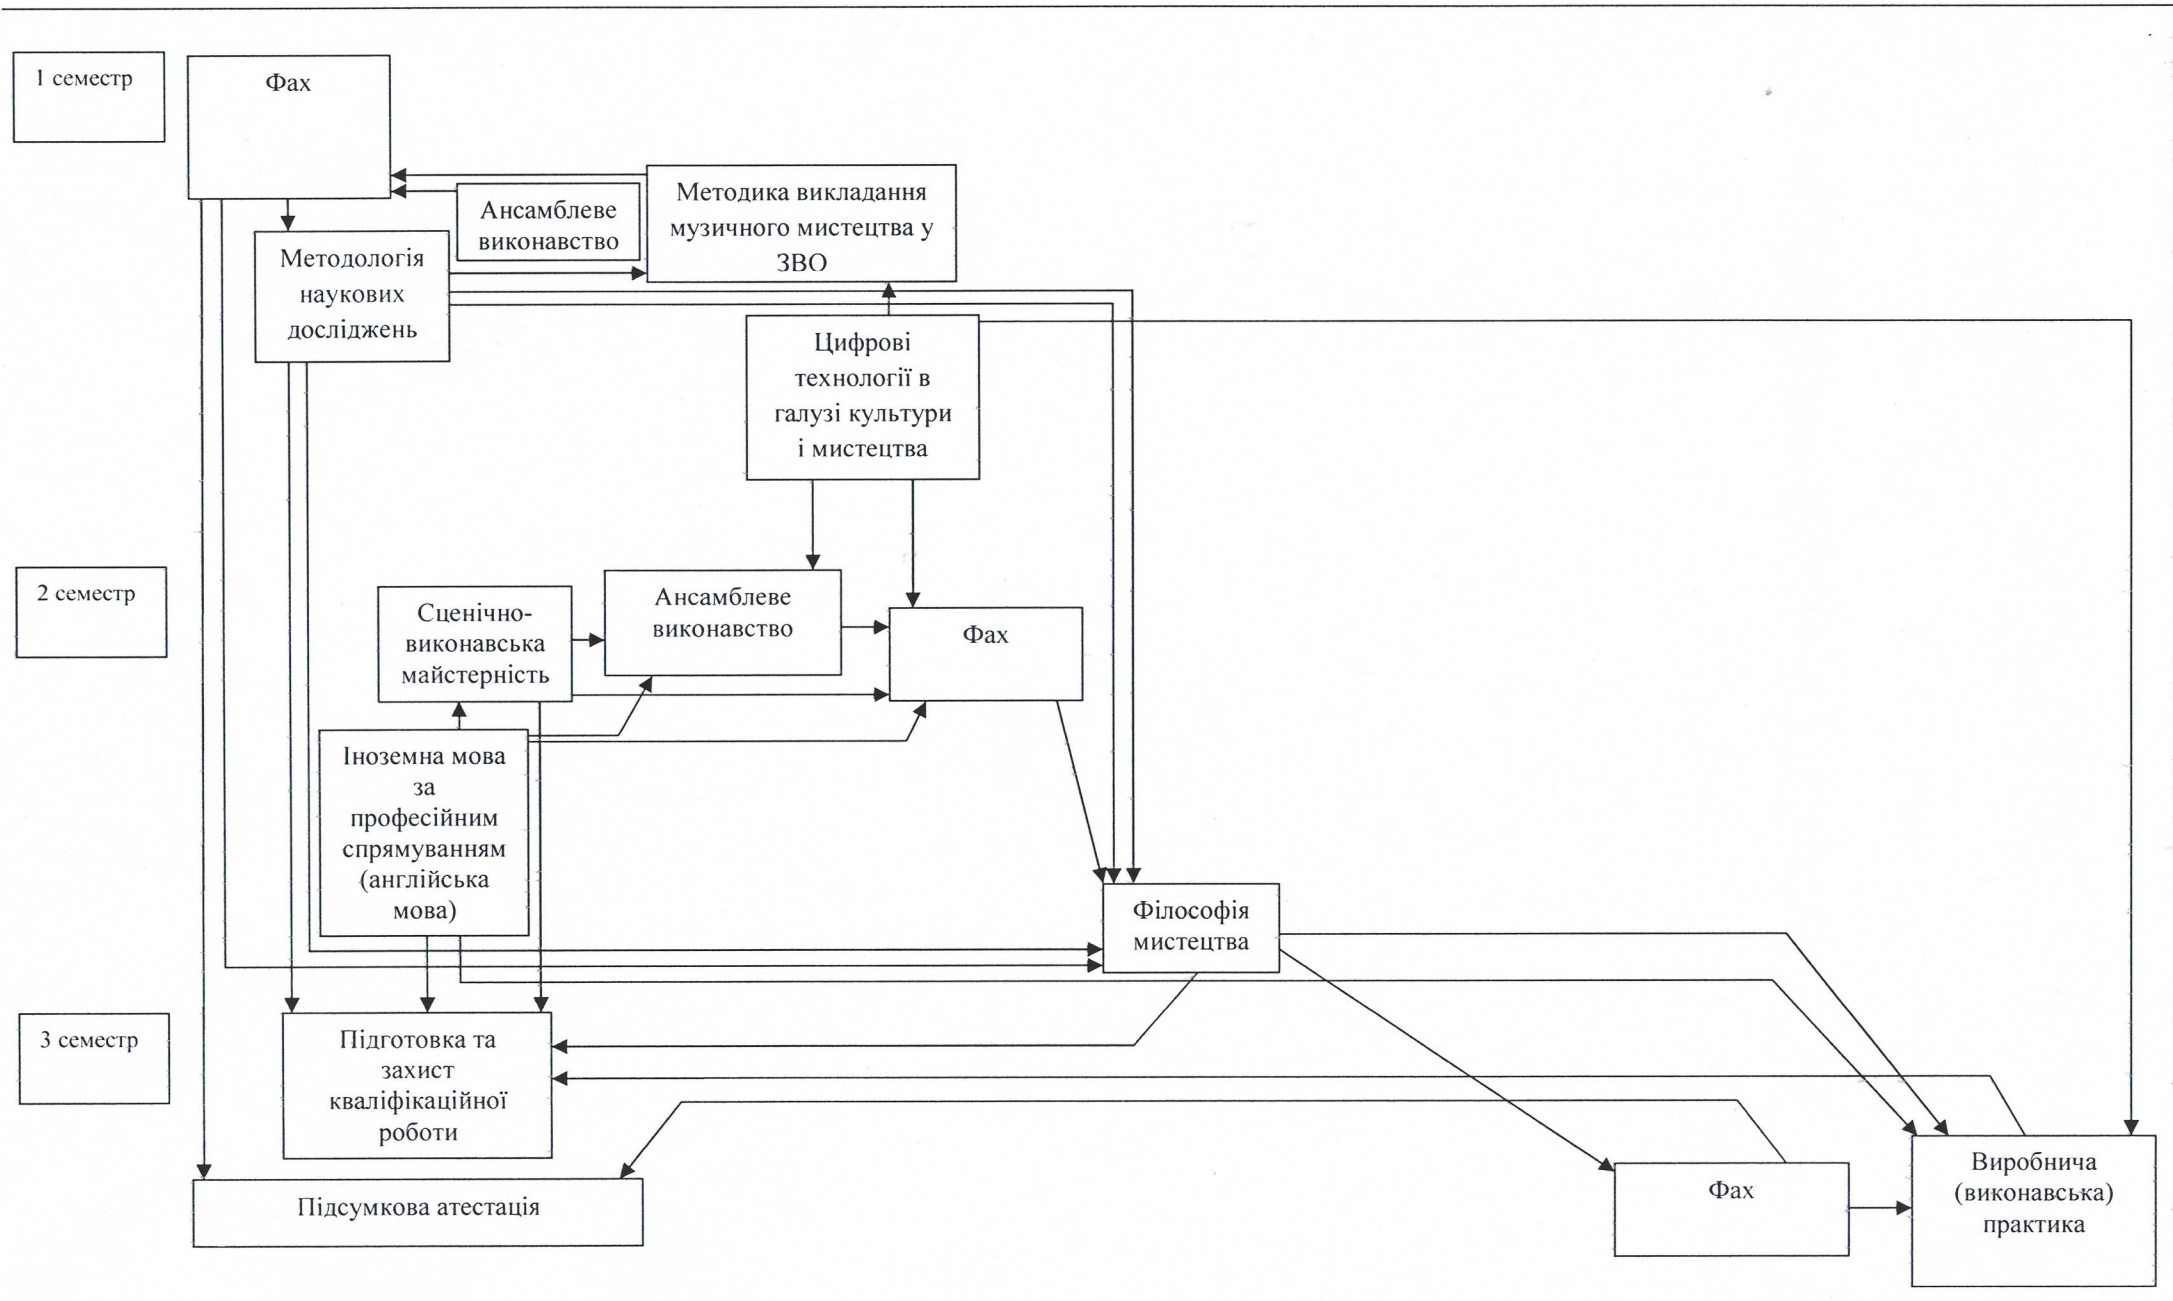 1 семестр
Фах
Ансамблеве
виконавство
Методика викладання
музичного мистецтва у
ЗВО
Методологія
наукових
досліджень
Цифрові
технології в
галузі культури
і мистецтва
2 семестр
Сценічно-
виконавська
майстерність
Ансамблеве
виконавство
Фах
Іноземна мова
за
професійним
спрямуванням
(англійська
мова)
Філософія
мистецтва
3 семестр
Підготовка та
захист
кваліфікаційної
роботи
Підсумкова атестація
Фах
Виробнича
(виконавська)
практика